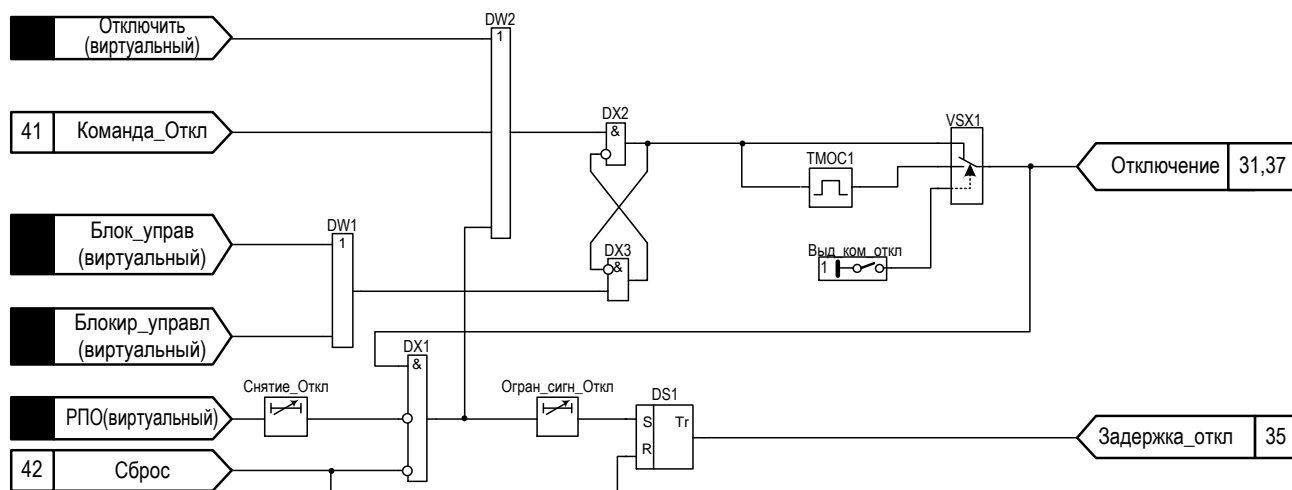 Отключить
(виртуальный)
DW2
1
41 Команда_Откл
DX2
&
VSX1
TMOC1
Отключение 31,37
Блок_управ
(виртуальный)
DW1
1
DX3
&
Выд_ком_откл
1
Блокир_управл
(виртуальный)
DX1
&
Снятие_Откл
Огран_сигн_Откл
DS1
РПО(виртуальный)
S Tr
R
Задержка_откл 35
42 Сброс